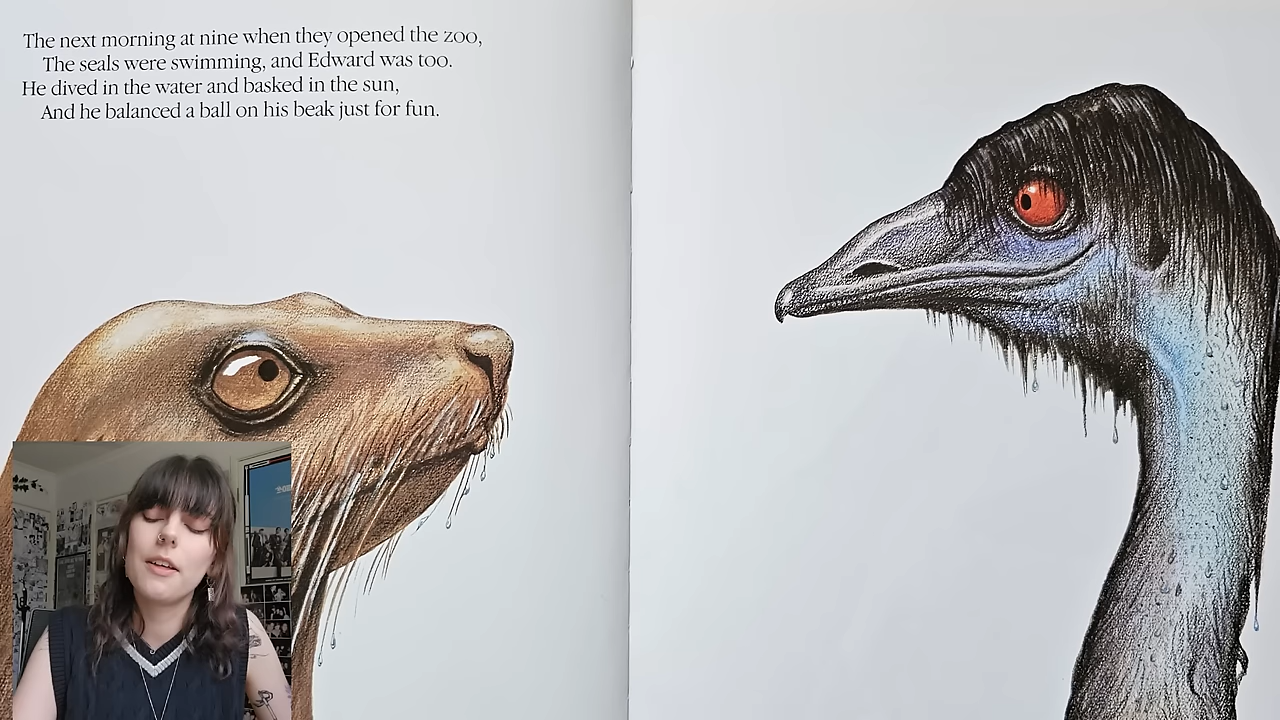 The next morning at nine when they opened the zoo,
The seals were swimming, and Edward was too.
He dived in the water and basked in the sun,
And he balanced a ball on his beak just for fun.